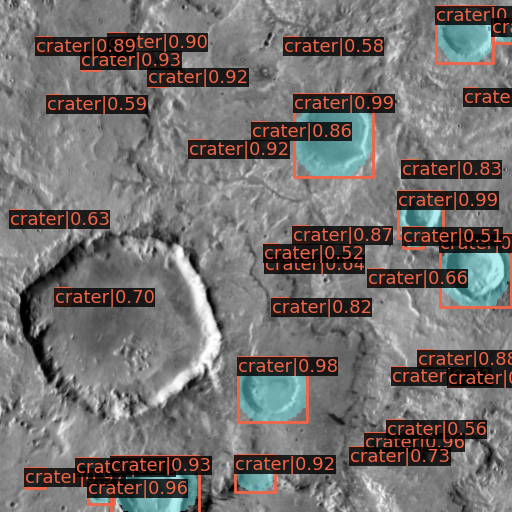 crater|0.89
crater|0.90
crater|0.93
crater|0.92
crater|0.58
crater|0.59
crater|0.99
crater|0.86
crater|0.92
crater|0.83
crater|0.99
crater|0.63
crater|0.87
crater|0.51
crater|0.52
crater|0.64
crater|0.66
crater|0.70
crater|0.82
crater|0.98
crater|0.56
crater|0.73
crater|0.93
crater|0.92
crater|0.96